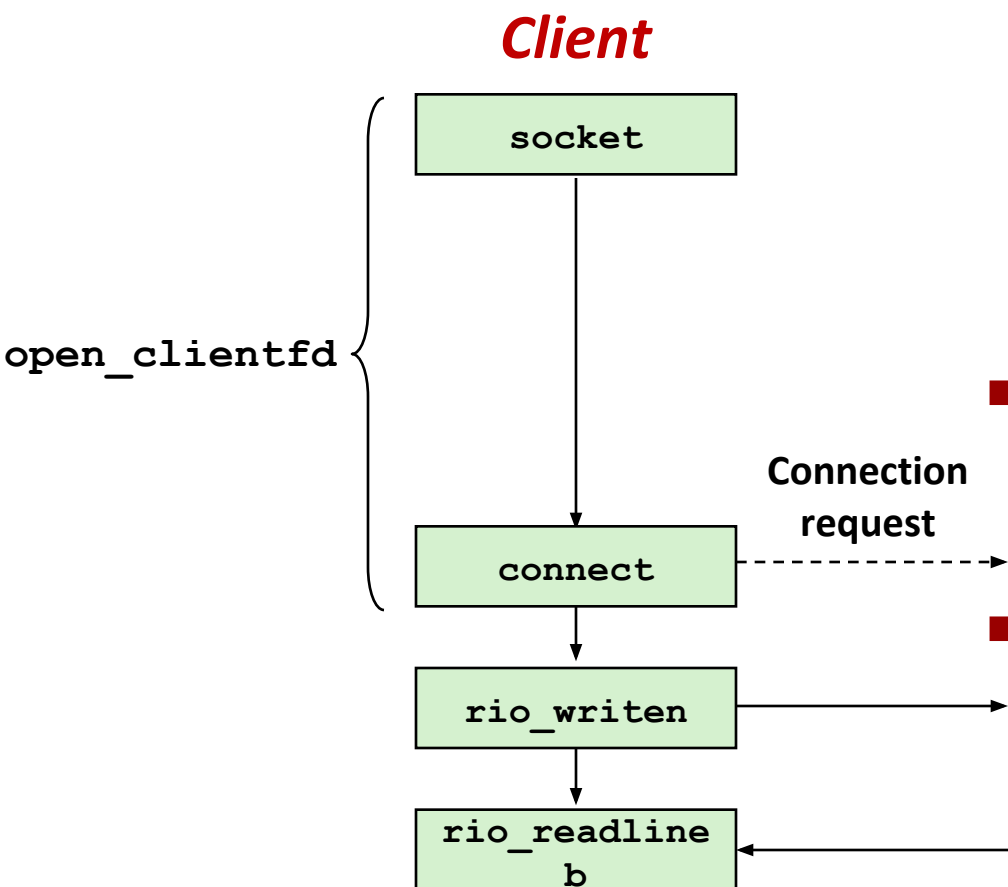 Client
socket
open_clientfd
Connection
request
connect
rio_writen
rio_readline
b